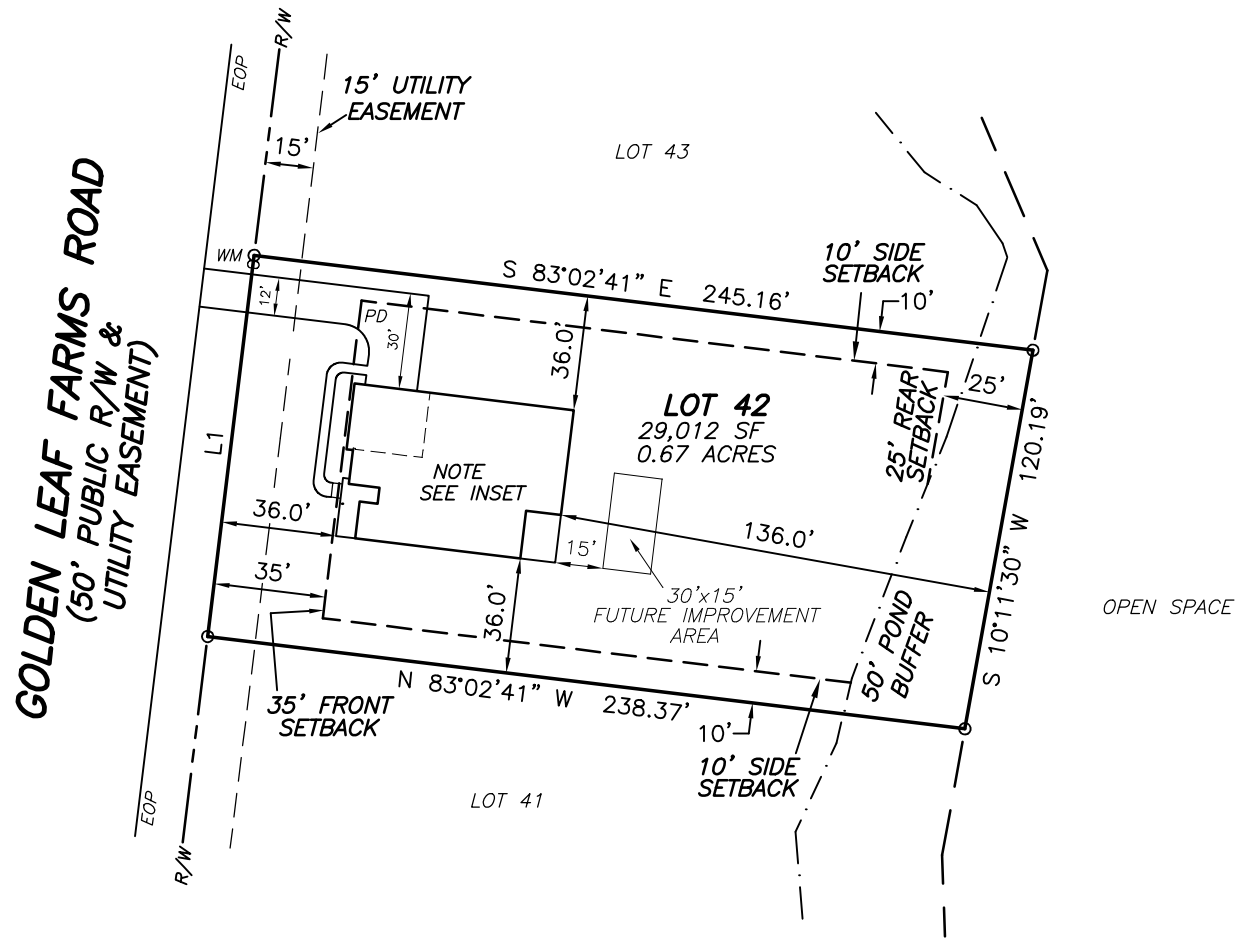 GOLDEN LEAF FARMS ROAD
(50' PUBLIC R/W &
UTILITY EASEMENT)
EOP
R/W
15' UTILITY
EASEMENT
15'
LOT 43
WM
12'
PD
30'
S 83°02'41" E 245.16'
10' SIDE
SETBACK
10'
36.0'
LOT 42
29,012 SF
0.67 ACRES
25' REAR
SETBACK
25'
S 10°11'30" W 120.19'
L1
NOTE
SEE INSET
36.0'
35'
15'
136.0'
30'x15'
FUTURE IMPROVEMENT
AREA
36.0'
50' POND
BUFFER
OPEN SPACE
N 83°02'41" W 238.37'
35' FRONT
SETBACK
10'
10' SIDE
SETBACK
LOT 41
EOP
R/W